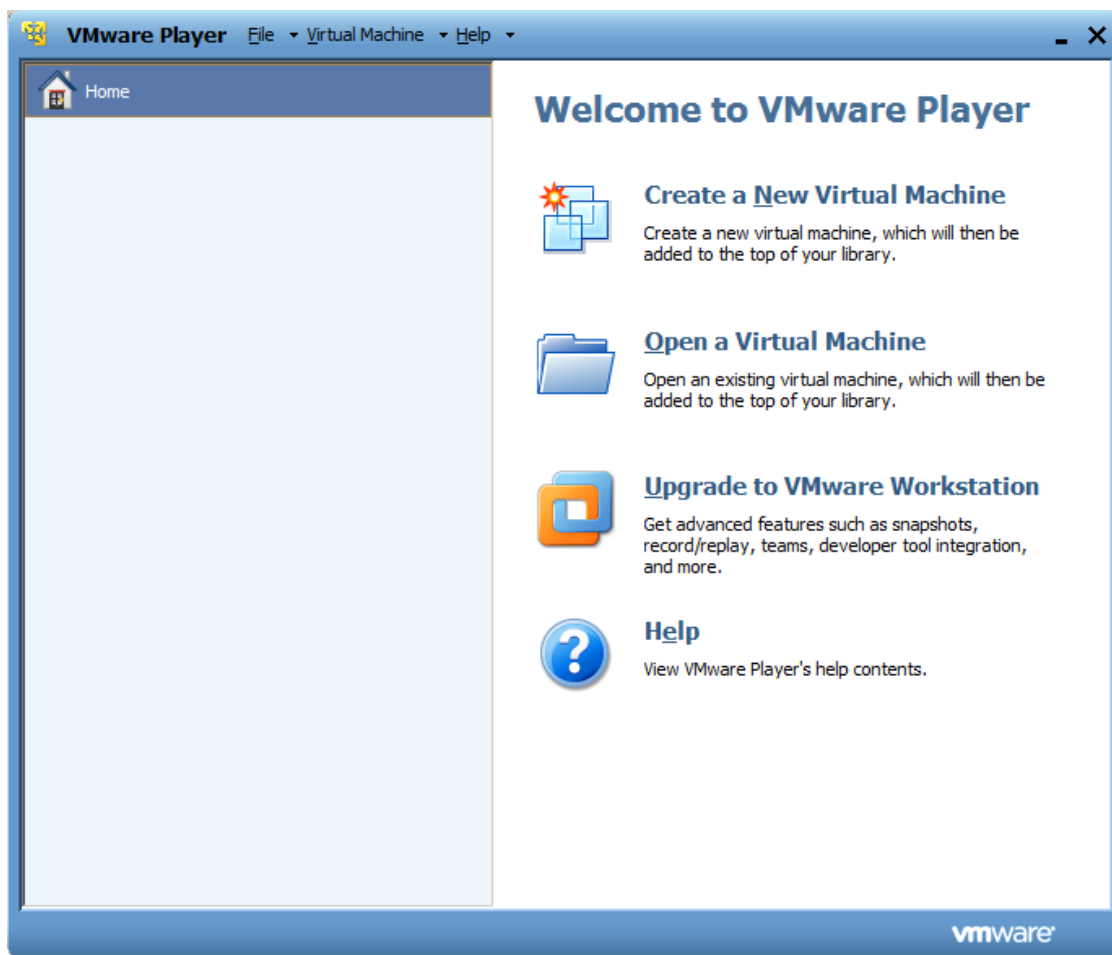 VMware Player File Virtual Machine Help
Home
Welcome to VMware Player
Create a New Virtual Machine
Create a new virtual machine, which will then be
added to the top of your library.
Open a Virtual Machine
Open an existing virtual machine, which will then be
added to the top of your library.
Upgrade to VMware Workstation
Get advanced features such as snapshots,
record/replay, teams, developer tool integration,
and more.
Help
View VMware Player's help contents.
vmware